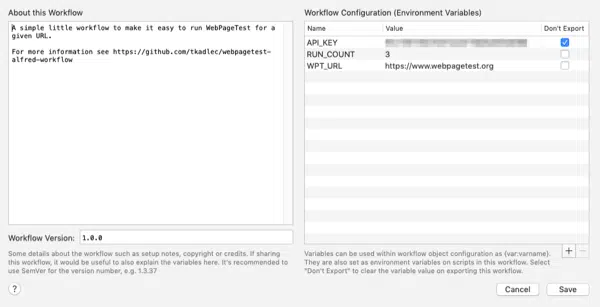 About this Workflow
A simple little workflow to make it easy to run WebPageTest for a
given URL.
For more information see https://github.com/tkadlec/webpagetest-
alfred-workflow
Workflow Version: 1.0.0
Some details about the workflow such as setup notes, copyright or credits. If sharing
this workflow, it would be useful to also explain the variables here. It's recommended to
use SemVer for the version number, e.g. 1.3.37
?
Workflow Configuration (Environment Variables)
Name Value Don't Export
API_KEY
RUN_COUNT 3
WPT_URL https://www.webpagetest.org
+ −
Variables can be used within workflow object configuration as {var:varname}.
They are also set as environment variables on scripts in this workflow. Select
"Don't Export" to clear the variable value on exporting this workflow.
Cancel Save